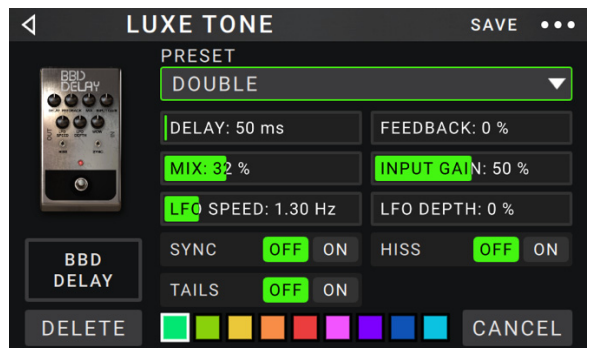 LUXE TONE
SAVE
PRESET
DOUBLE
BBD
DELAY
OUT
DELAY: 50 ms
FEEDBACK: 0 %
MIX: 32 %
INPUT GAIN: 50 %
LFO SPEED: 1.30 Hz
LFO DEPTH: 0 %
SYNC OFF ON
HISS OFF ON
TAILS OFF ON
BBD
DELAY
DELETE
CANCEL